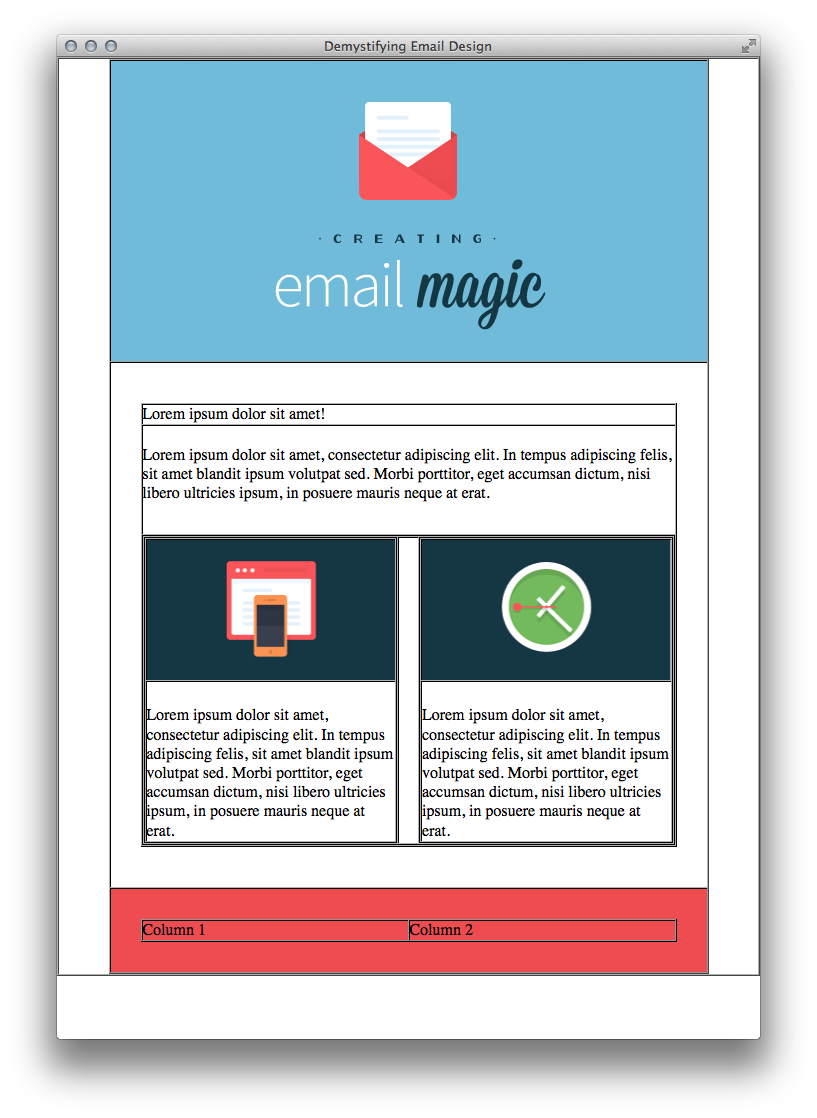 Demystifying Email Design
· CREATING ·
email magic
Lorem ipsum dolor sit amet!
Lorem ipsum dolor sit amet, consectetur adipiscing elit. In tempus adipiscing felis,
sit amet blandit ipsum volutpat sed. Morbi porttitor, eget accumsan dictum, nisi
libero ultricies ipsum, in posuere mauris neque at erat.
Lorem ipsum dolor sit amet,
consectetur adipiscing elit. In tempus
adipiscing felis, sit amet blandit ipsum
volutpat sed. Morbi porttitor, eget
accumsan dictum, nisi libero ultricies
ipsum, in posuere mauris neque at
erat.
Lorem ipsum dolor sit amet,
consectetur adipiscing elit. In tempus
adipiscing felis, sit amet blandit ipsum
volutpat sed. Morbi porttitor, eget
accumsan dictum, nisi libero ultricies
ipsum, in posuere mauris neque at
erat.
Column 1
Column 2